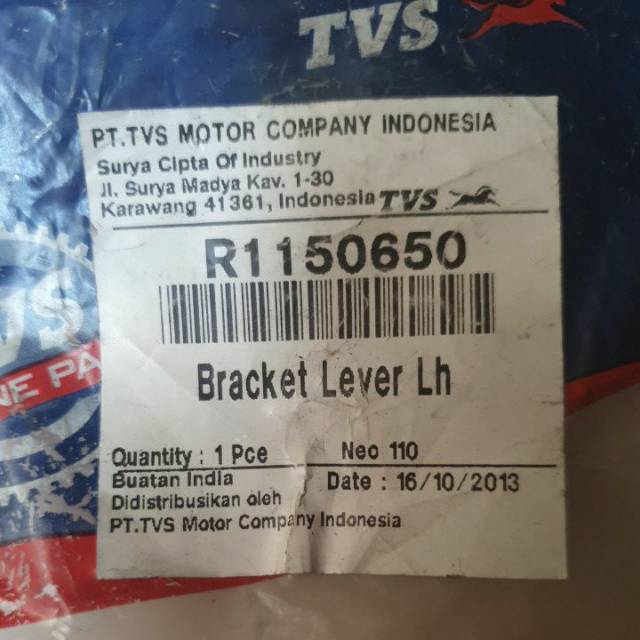 TVS
PT.TVS MOTOR COMPANY INDONESIA
Surya Cipta Of Industry
Jl. Surya Madya Kav. 1-30
Karawang 41361, Indonesia TVS
R1150650
Bracket Lever Lh
NE PA
Quantity : 1 Pce Neo 110
Buatan India Date : 16/10/2013
Didistribusikan oleh
PT.TVS Motor Company Indonesia